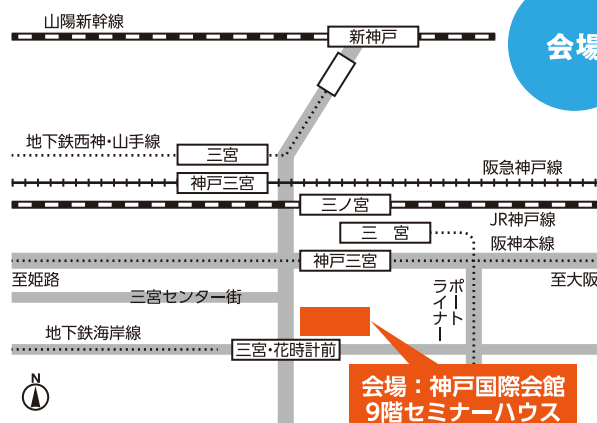 山陽新幹線
新神戸
会場
地下鉄西神・山手線
三宮
阪急神戸線
神戸三宮
三ノ宮
JR神戸線
三 宮
阪神本線
神戸三宮
至姫路
至大阪
ポートライナー
三宮センター街
地下鉄海岸線
三宮・花時計前
N
会場：神戸国際会館
9階セミナーハウス